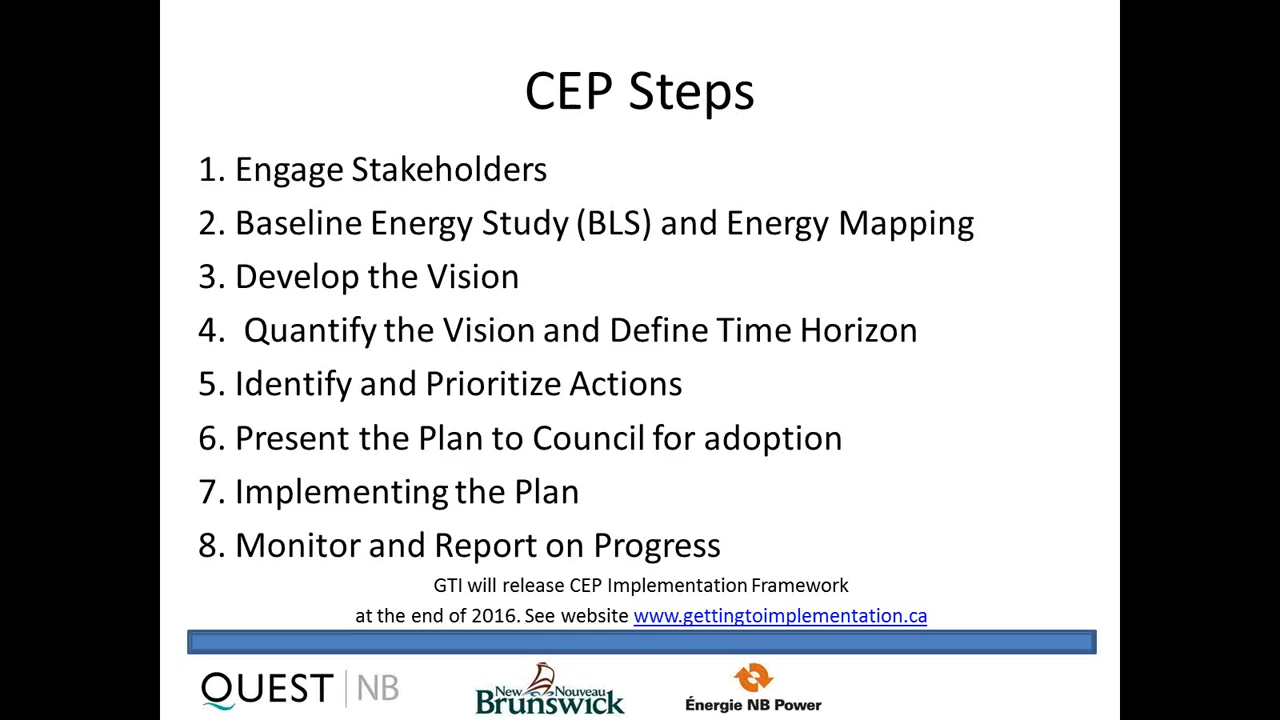 CEP Steps
1. Engage Stakeholders
2. Baseline Energy Study (BLS) and Energy Mapping
3. Develop the Vision
4. Quantify the Vision and Define Time Horizon
5. Identify and Prioritize Actions
6. Present the Plan to Council for adoption
7. Implementing the Plan
8. Monitor and Report on Progress
GTI will release CEP Implementation Framework
at the end of 2016. See website www.gettingtoimplementation.ca
QUEST | NB
New Nouveau
Brunswick
Énergie NB Power